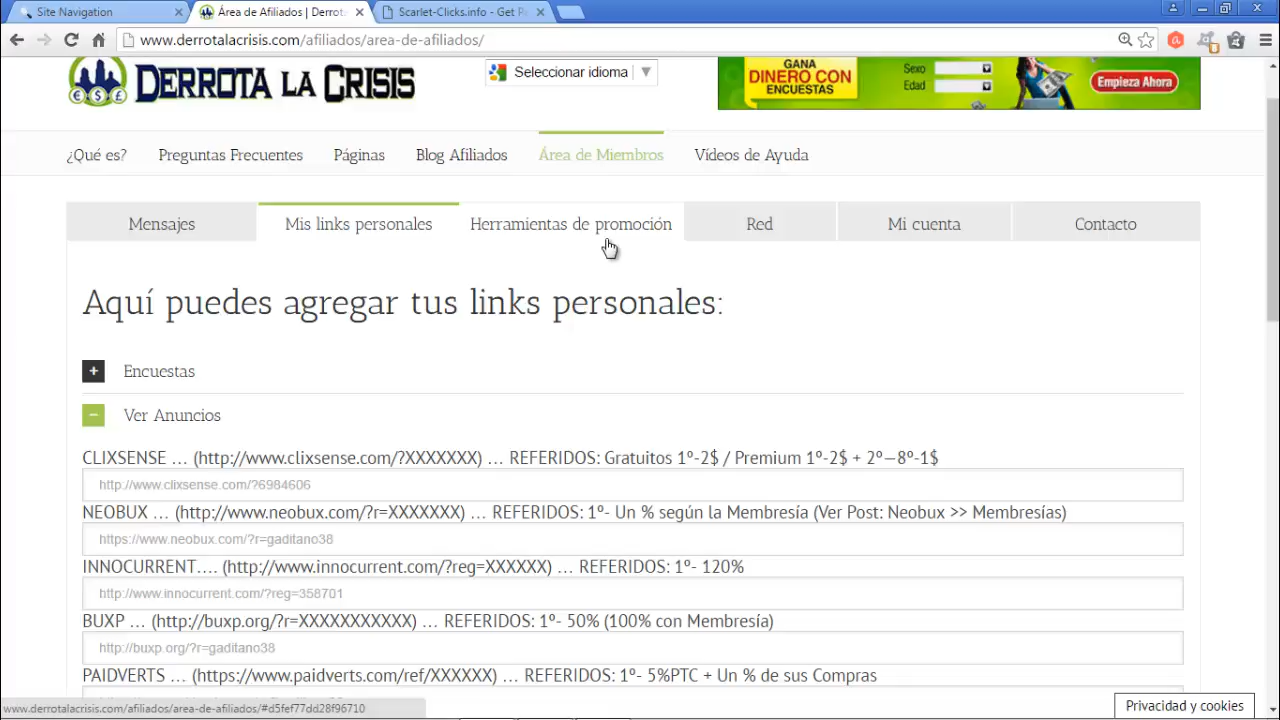 Site Navigation
Área de Afiliados | Derrota
Scarlet-Clicks.info - Get P
www.derrotalacrisis.com/afiliados/area-de-afiliados/
DERROTA LA CRISIS
Seleccionar idioma
GANA
DINERO CON
ENCUESTAS
Sexo
Edad
Empieza Ahora
¿Qué es?
Preguntas Frecuentes
Páginas
Blog Afiliados
Área de Miembros
Vídeos de Ayuda
Mensajes
Mis links personales
Herramientas de promoción
Red
Mi cuenta
Contacto
Aquí puedes agregar tus links personales:
+ Encuestas
− Ver Anuncios
CLIXSENSE ... (http://www.clixsense.com/?XXXXXXX) ... REFERIDOS: Gratuitos 1º-2$ / Premium 1º-2$ + 2º—8º-1$
http://www.clixsense.com/?6984606
NEOBUX ... (http://www.neobux.com/?r=XXXXXXX) ... REFERIDOS: 1º- Un % según la Membresía (Ver Post: Neobux >> Membresías)
https://www.neobux.com/?r=gaditano38
INNOCURRENT.... (http://www.innocurrent.com/?reg=XXXXXX) ... REFERIDOS: 1º- 120%
http://www.innocurrent.com/?reg=358701
BUXP ... (http://buxp.org/?r=XXXXXXXXXXX) ... REFERIDOS: 1º- 50% (100% con Membresía)
http://buxp.org/?r=gaditano38
PAIDVERTS ... (https://www.paidverts.com/ref/XXXXXX) ... REFERIDOS: 1º- 5%PTC + Un % de sus Compras
www.derrotalacrisis.com/afiliados/area-de-afiliados/#d5fef77dd28f96710
Privacidad y cookies